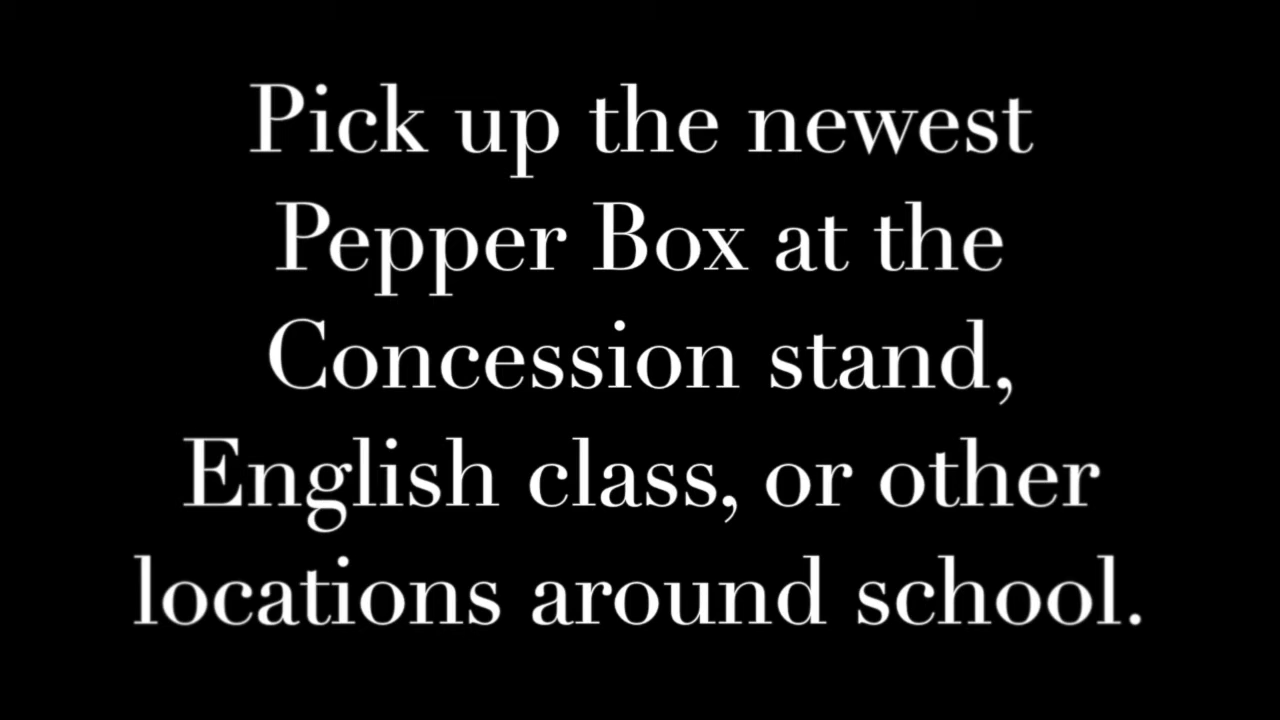 Pick up the newest
Pepper Box at the
Concession stand,
English class, or other
locations around school.